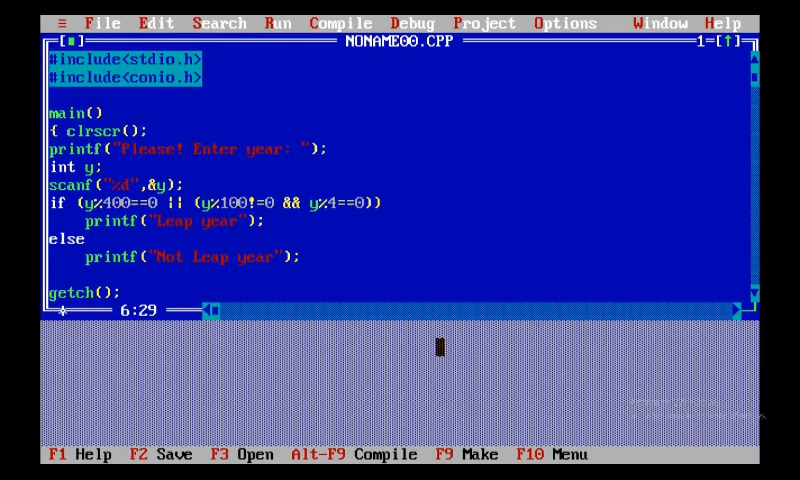 ≡ File Edit Search Run Compile Debug Project Options Window Help
[■] NONAME00.CPP 1=[↑]
#include<stdio.h>
#include<conio.h>
main()
{ clrscr();
printf("Please! Enter year: ");
int y;
scanf("%d",&y);
if (y%400==0 || (y%100!=0 && y%4==0))
printf("Leap year");
else
printf("Not Leap year");
getch();
6:29
F1 Help F2 Save F3 Open Alt-F9 Compile F9 Make F10 Menu